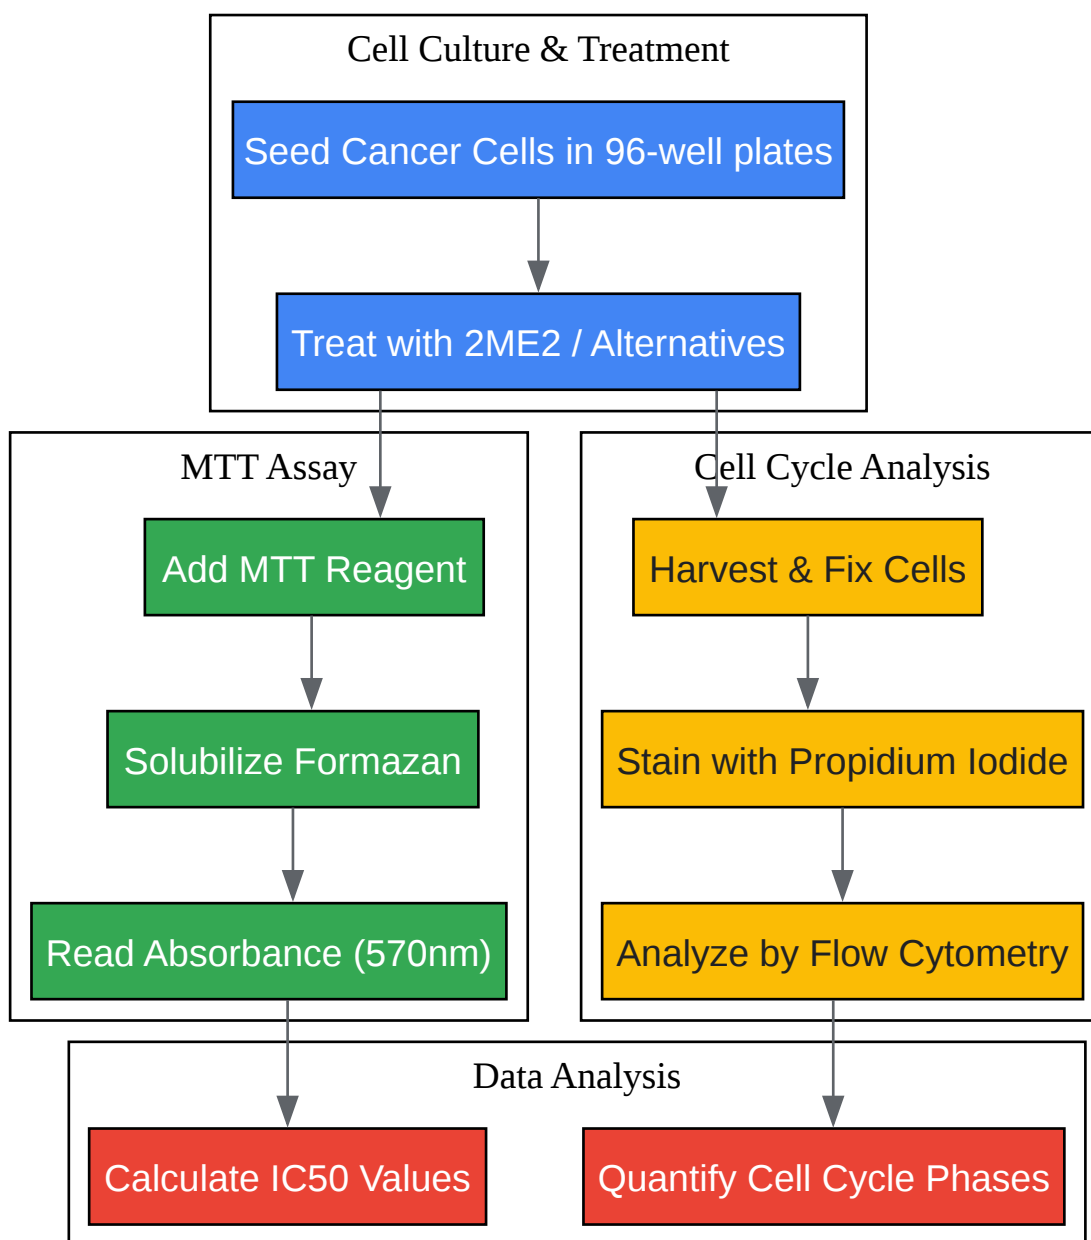 Cell Culture & Treatment
Seed Cancer Cells in 96-well plates
Treat with 2ME2 / Alternatives
MTT Assay
Add MTT Reagent
Solubilize Formazan
Read Absorbance (570nm)
Cell Cycle Analysis
Harvest & Fix Cells
Stain with Propidium Iodide
Analyze by Flow Cytometry
Data Analysis
Calculate IC50 Values
Quantify Cell Cycle Phases